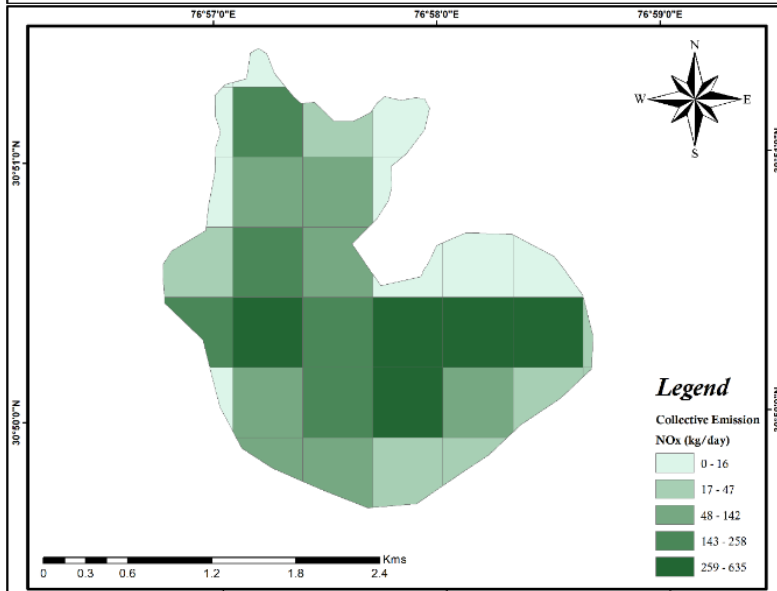 76°57'0"E 76°58'0"E 76°59'0"E
N
W E
S
30°51'0"N
30°50'0"N
Legend
Collective Emission
NOx (kg/day)
0 - 16
17 - 47
48 - 142
143 - 258
259 - 635
Kms
0 0.3 0.6 1.2 1.8 2.4